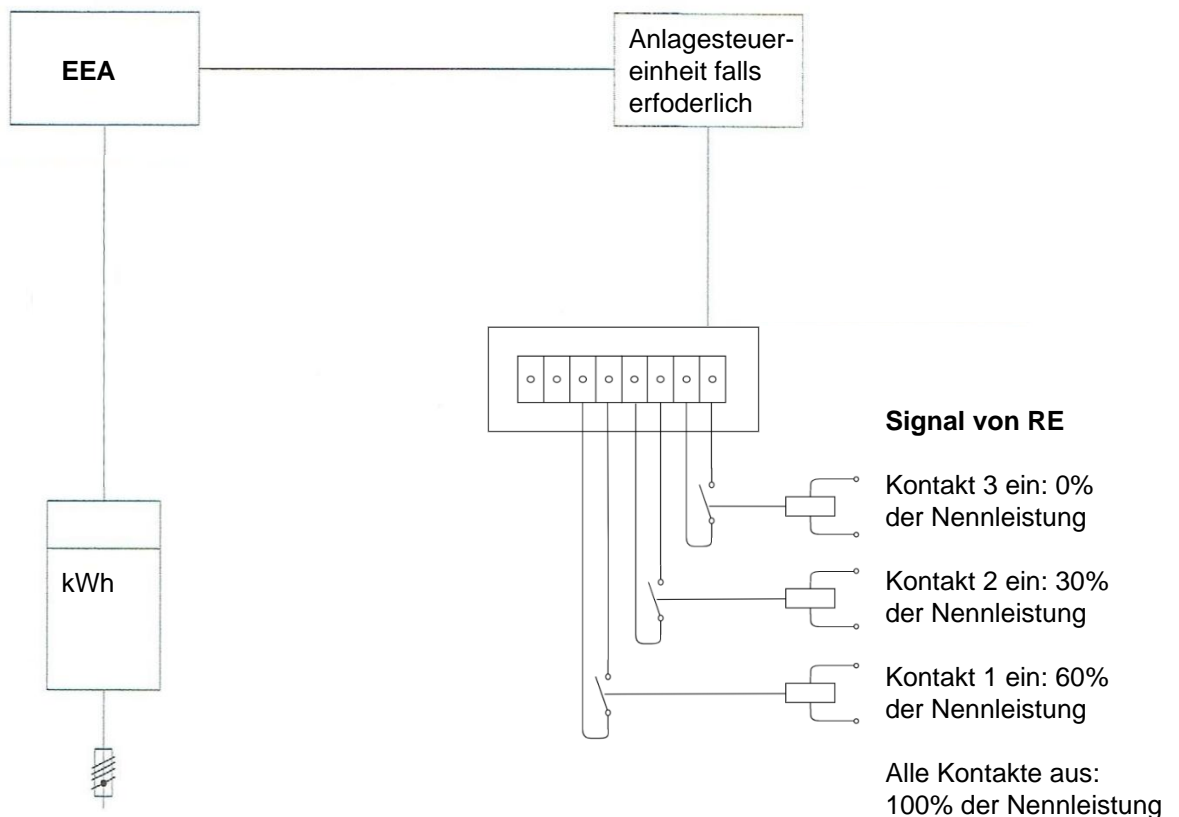 EEA
Anlagesteuer-
einheit falls
erfoderlich
Signal von RE
Kontakt 3 ein: 0%
der Nennleistung
Kontakt 2 ein: 30%
der Nennleistung
kWh
Kontakt 1 ein: 60%
der Nennleistung
Alle Kontakte aus:
100% der Nennleistung